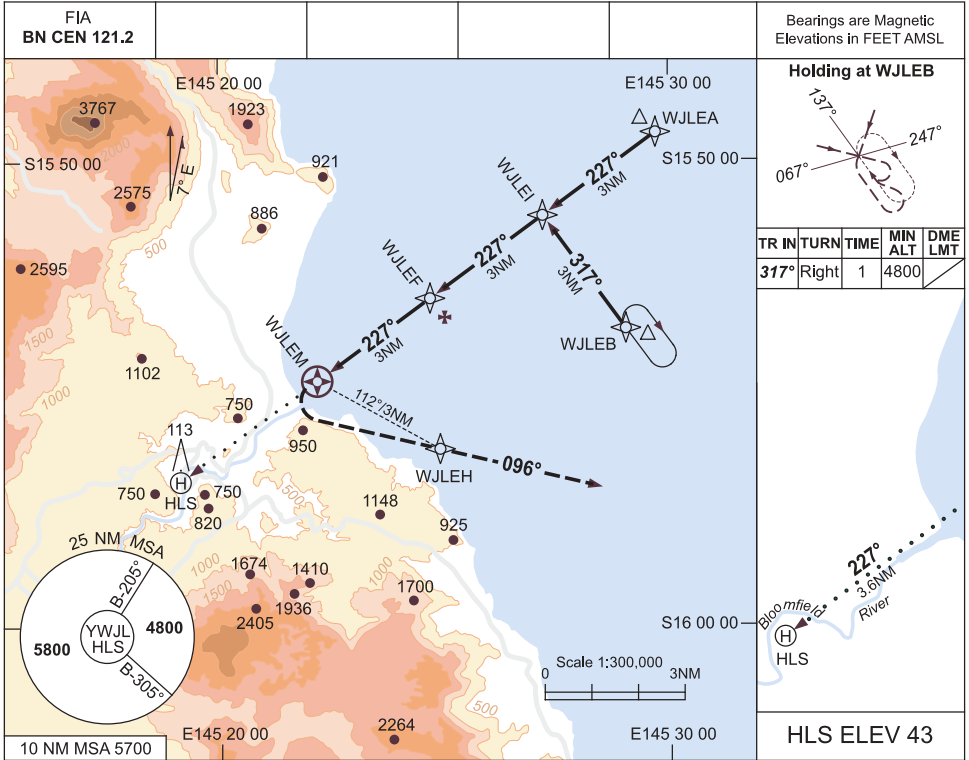 FIA
BN CEN 121.2
Bearings are Magnetic
Elevations in FEET AMSL
E145 20 00
E145 30 00
3767
1923
WJLEA
S15 50 00
S15 50 00
7° E
921
227°
3NM
WJLEI
2575
500
886
227°
3NM
317°
3NM
WJLEF
2595
WJLEB
227°
3NM
WJLEM
1500
1000
1102
112°/3NM
750
113
950
096°
WJLEH
H
HLS
750
750
820
500
1148
925
25 NM MSA
B-205°
5800
YWJL
HLS
4800
B-305°
1000
1500
1674
1410
1936
2405
1000
1700
S16 00 00
Scale 1:300,000
0
3NM
500
10 NM MSA 5700
E145 20 00
2264
E145 30 00
Holding at WJLEB
137°
247°
067°
TR IN TURN TIME MIN ALT DME LMT
317° Right 1 4800
227°
3.6NM
Bloomfield
River
H
HLS
HLS ELEV 43